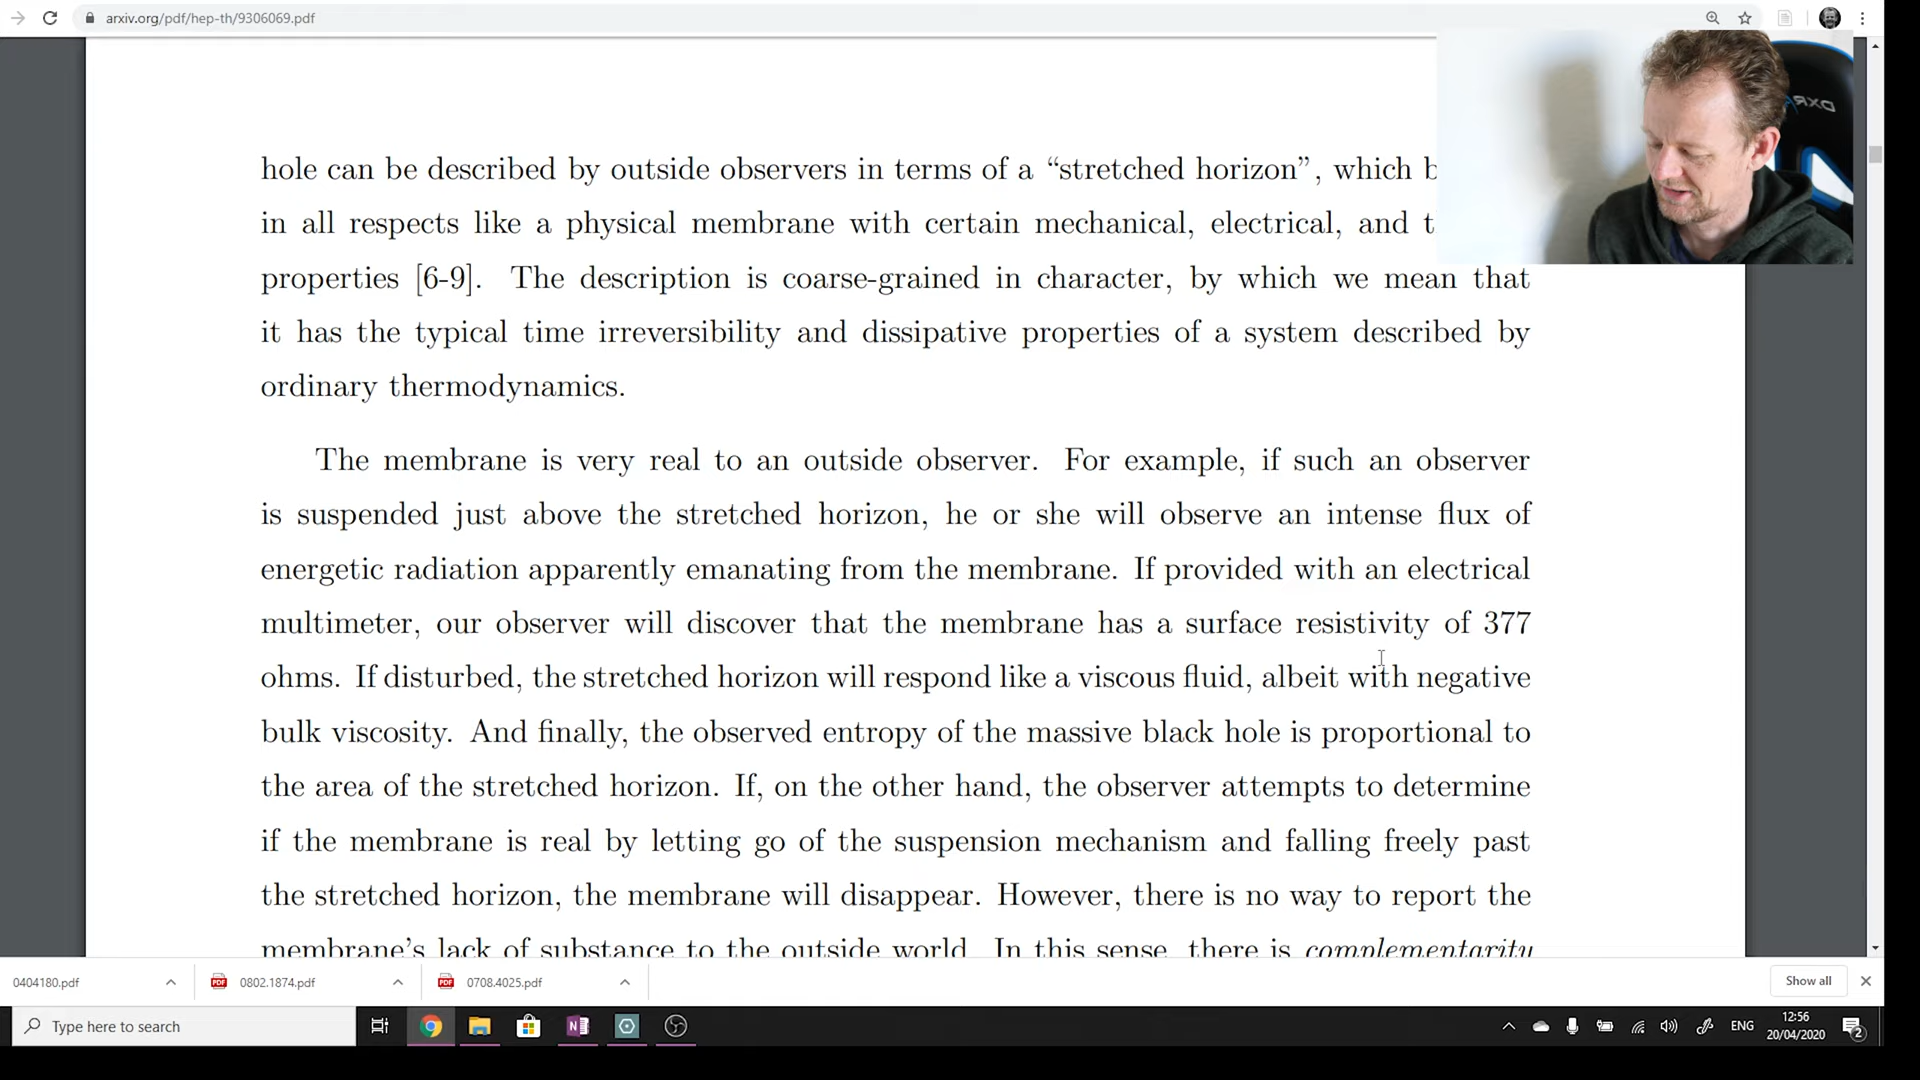 arxiv.org/pdf/hep-th/9306069.pdf
DXRA
hole can be described by outside observers in terms of a “stretched horizon”, which b
in all respects like a physical membrane with certain mechanical, electrical, and t
properties [6-9]. The description is coarse-grained in character, by which we mean that
it has the typical time irreversibility and dissipative properties of a system described by
ordinary thermodynamics.
The membrane is very real to an outside observer. For example, if such an observer
is suspended just above the stretched horizon, he or she will observe an intense flux of
energetic radiation apparently emanating from the membrane. If provided with an electrical
multimeter, our observer will discover that the membrane has a surface resistivity of 377
ohms. If disturbed, the stretched horizon will respond like a viscous fluid, albeit with negative
bulk viscosity. And finally, the observed entropy of the massive black hole is proportional to
the area of the stretched horizon. If, on the other hand, the observer attempts to determine
if the membrane is real by letting go of the suspension mechanism and falling freely past
the stretched horizon, the membrane will disappear. However, there is no way to report the
membrane’s lack of substance to the outside world. In this sense, there is complementarity
0404180.pdf
0802.1874.pdf
0708.4025.pdf
Show all
Type here to search
ENG
12:56
20/04/2020
2